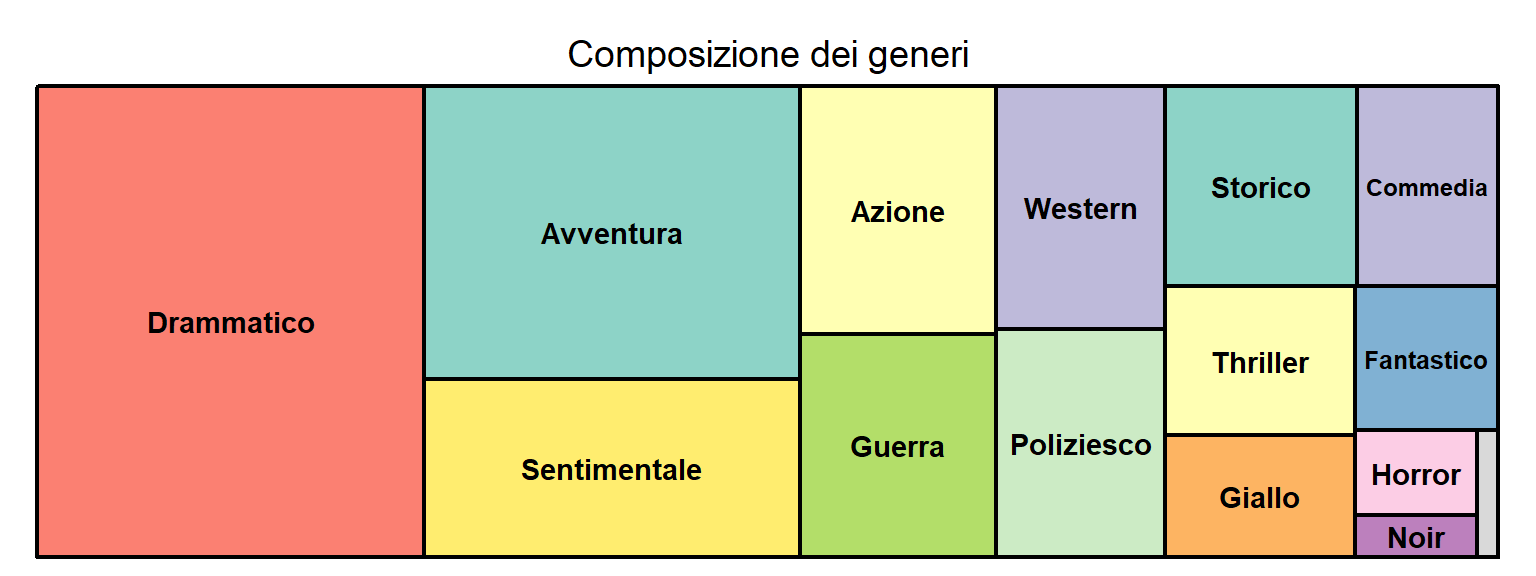 Composizione dei generi
Drammatico
Avventura
Sentimentale
Azione
Guerra
Western
Poliziesco
Storico
Commedia
Thriller
Fantastico
Giallo
Horror
Noir